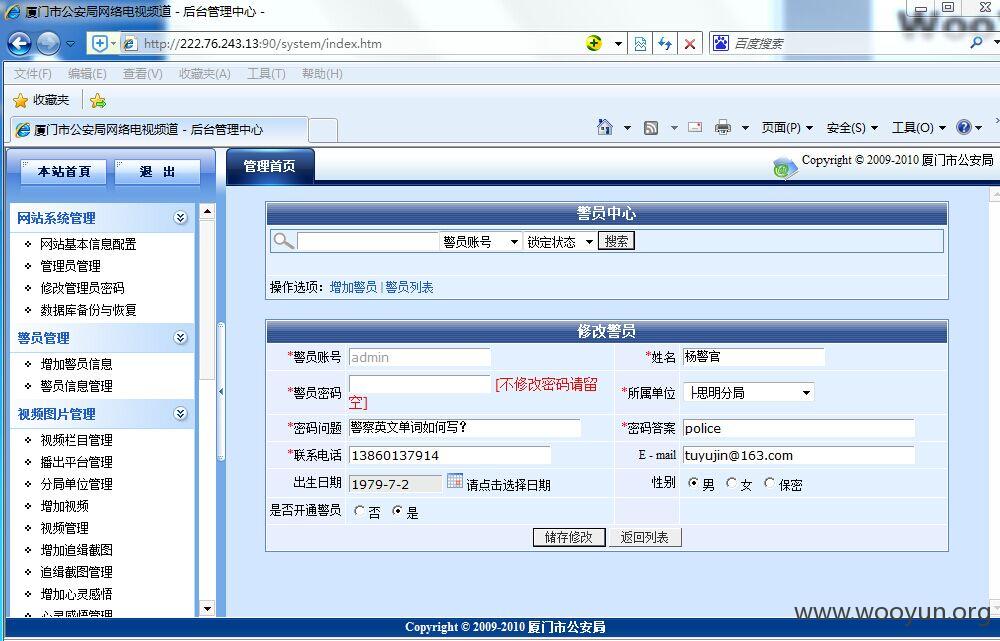 厦门市公安局网络电视频道 - 后台管理中心 -
Woo
http://222.76.243.13:90/system/index.htm
百度搜索
文件(F) 编辑(E) 查看(V) 收藏夹(A) 工具(T) 帮助(H)
收藏夹
厦门市公安局网络电视频道 - 后台管理中心
页面(P) 安全(S) 工具(O)
本站首页 退 出
管理首页
Copyright © 2009-2010 厦门市公安局
网站系统管理
网站基本信息配置
管理员管理
修改管理员密码
数据库备份与恢复
警员管理
增加警员信息
警员信息管理
视频图片管理
视频栏目管理
播出平台管理
分局单位管理
增加视频
视频管理
增加追缉截图
追缉截图管理
增加心灵感悟
心灵感悟管理
警员中心
警员账号 锁定状态 搜索
操作选项: 增加警员 | 警员列表
修改警员
*警员账号 admin *姓名 杨警官
*警员密码 [不修改密码请留空] *所属单位 ├思明分局
*密码问题 警察英文单词如何写? *密码答案 police
*联系电话 13860137914 E - mail tuyujin@163.com
出生日期 1979-7-2 请点击选择日期 性别 男 女 保密
是否开通警员 否 是
储存修改 返回列表
www.wooyun.org
Copyright © 2009-2010 厦门市公安局